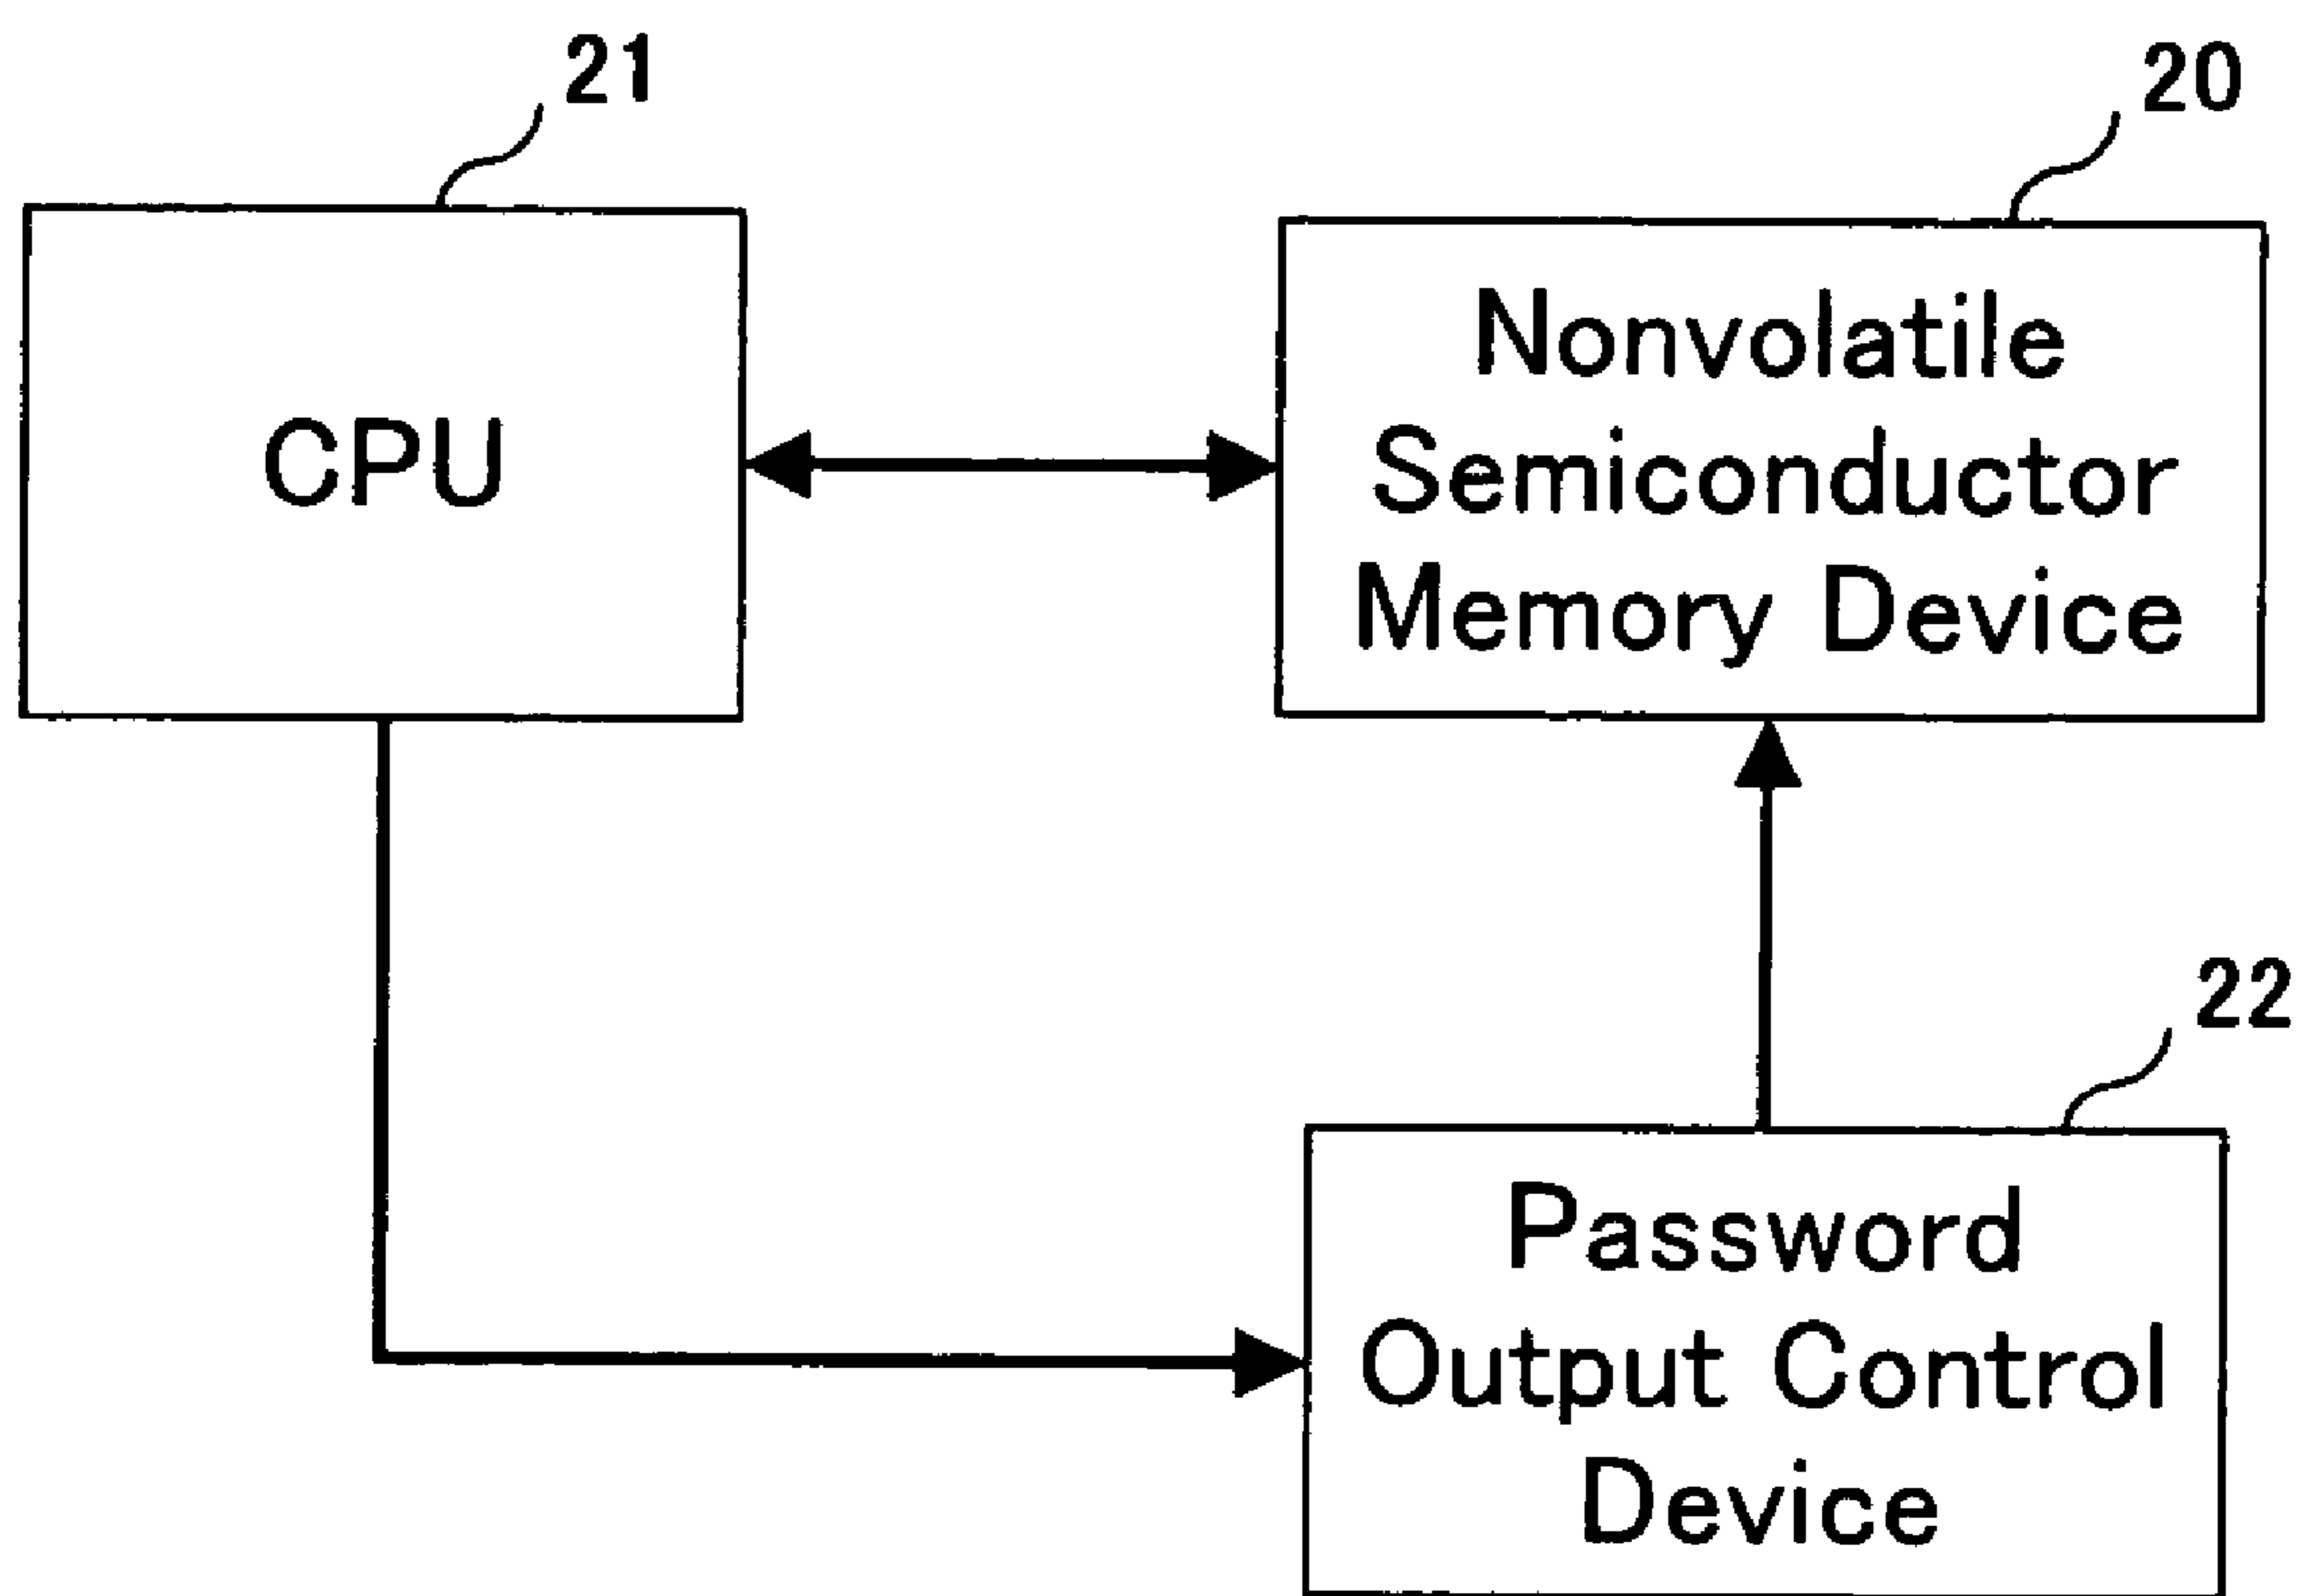 21
20
CPU
Nonvolatile
Semiconductor
Memory Device
22
Password
Output Control
Device